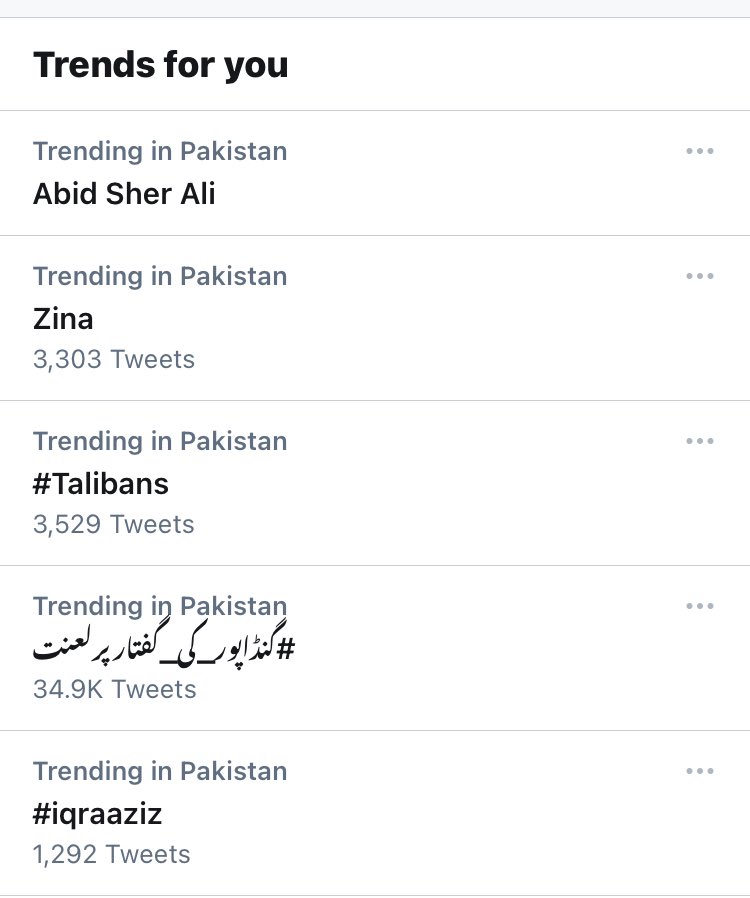 Trends for you
Trending in Pakistan
Abid Sher Ali
Trending in Pakistan
Zina
3,303 Tweets
Trending in Pakistan
#Talibans
3,529 Tweets
Trending in Pakistan
#گنڈاپور_کی_گفتارپرلعنت
34.9K Tweets
Trending in Pakistan
#iqraaziz
1,292 Tweets